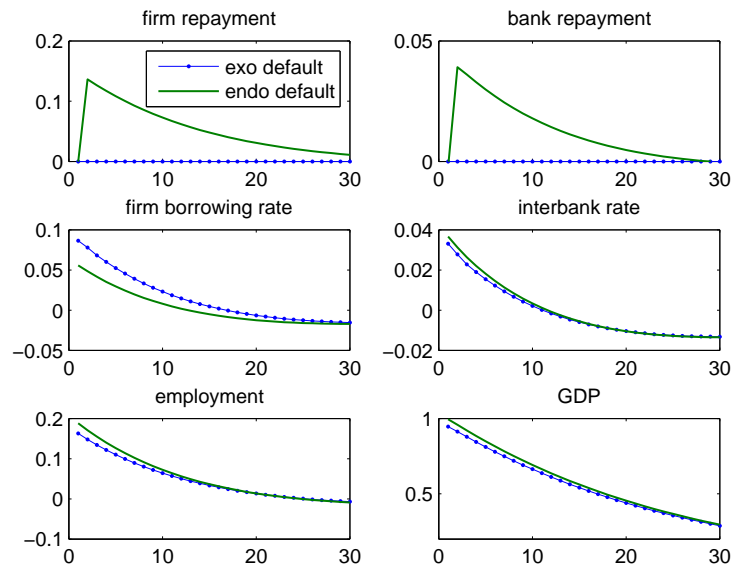 firm repayment
0.2
0.1
0
0 10 20 30
exo default
endo default
bank repayment
0.05
0
0 10 20 30
firm borrowing rate
0.1
0.05
0
−0.05
0 10 20 30
interbank rate
0.04
0.02
0
−0.02
0 10 20 30
employment
0.2
0.1
0
−0.1
0 10 20 30
GDP
1
0.5
0 10 20 30